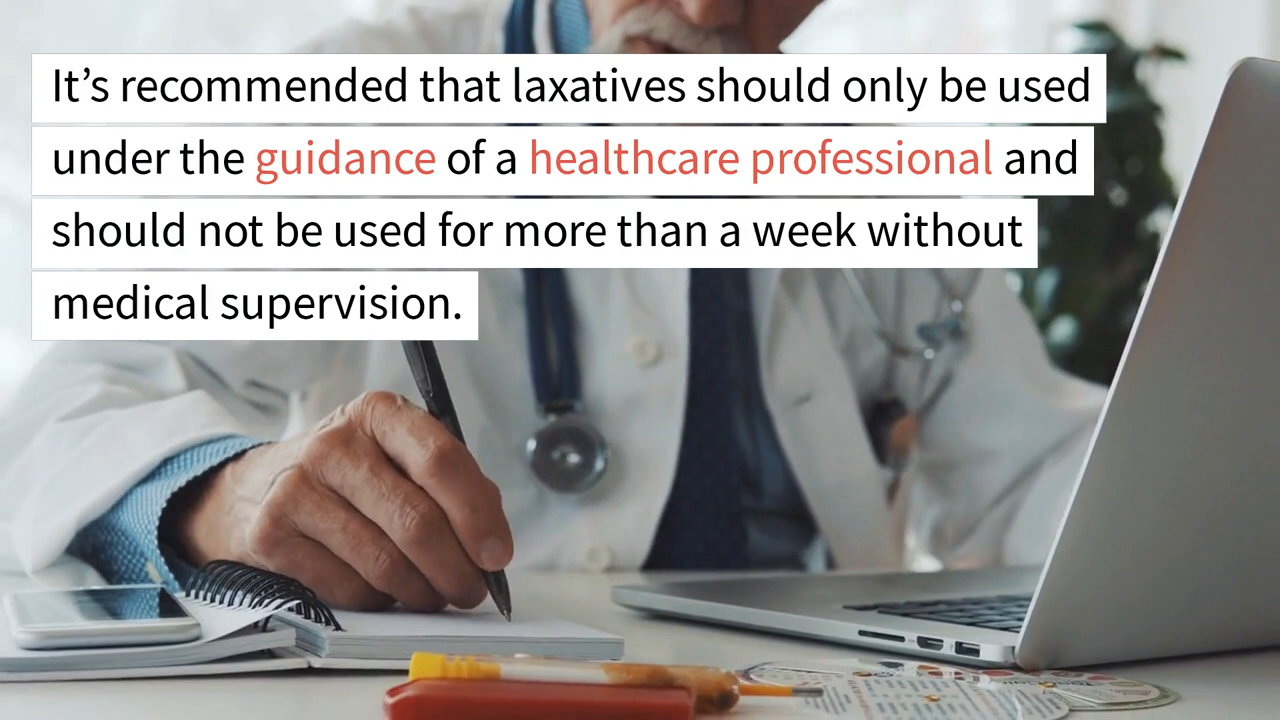 It’s recommended that laxatives should only be used
under the guidance of a healthcare professional and
should not be used for more than a week without
medical supervision.